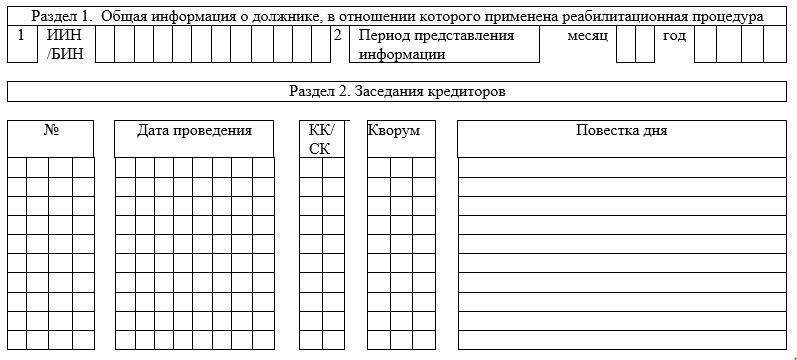 Раздел 1. Общая информация о должнике, в отношении которого применена реабилитационная процедура
1 ИИН /БИН 2 Период представления информации месяц год
Раздел 2. Заседания кредиторов
№ Дата проведения КК/ СК Кворум Повестка дня